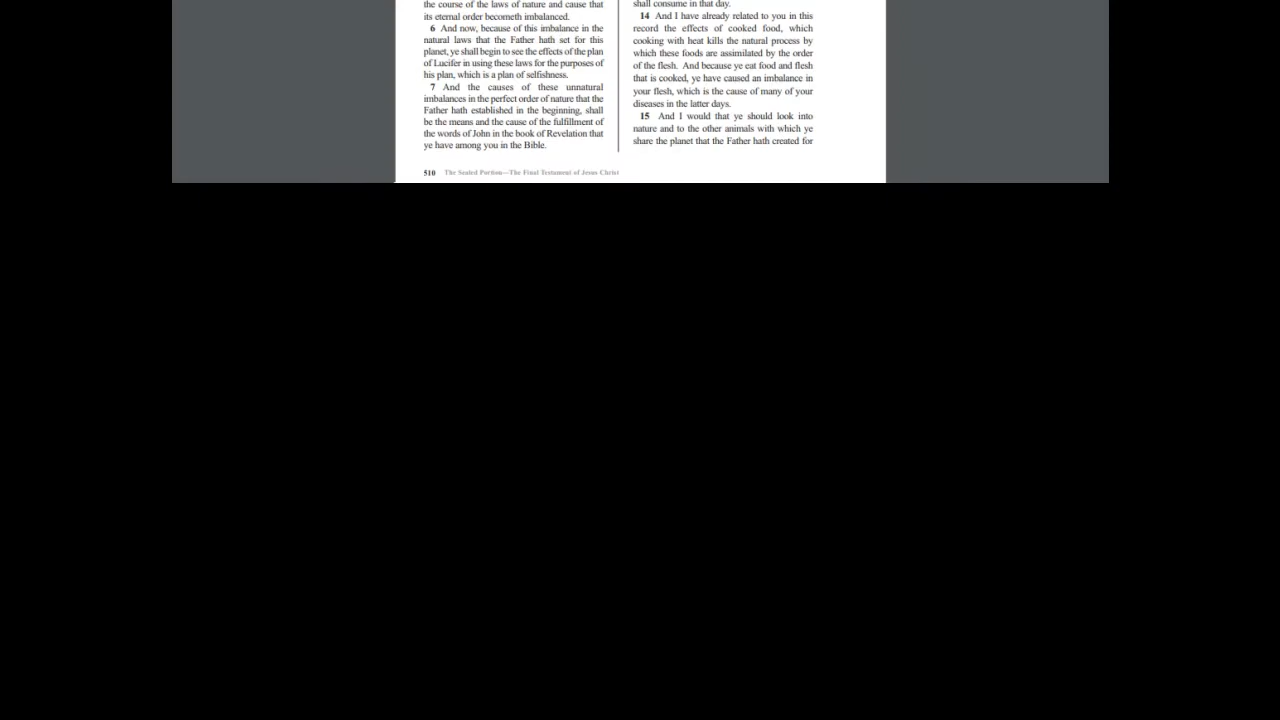 the course of the laws of nature and cause that
its eternal order becometh imbalanced.
6 And now, because of this imbalance in the
natural laws that the Father hath set for this
planet, ye shall begin to see the effects of the plan
of Lucifer in using these laws for the purposes of
his plan, which is a plan of selfishness.
7 And the causes of these unnatural
imbalances in the perfect order of nature that the
Father hath established in the beginning, shall
be the means and the cause of the fulfillment of
the words of John in the book of Revelation that
ye have among you in the Bible.
shall consume in that day.
14 And I have already related to you in this
record the effects of cooked food, which
cooking with heat kills the natural process by
which these foods are assimilated by the order
of the flesh. And because ye eat food and flesh
that is cooked, ye have caused an imbalance in
your flesh, which is the cause of many of your
diseases in the latter days.
15 And I would that ye should look into
nature and to the other animals with which ye
share the planet that the Father hath created for
510 The Sealed Portion—The Final Testament of Jesus Christ